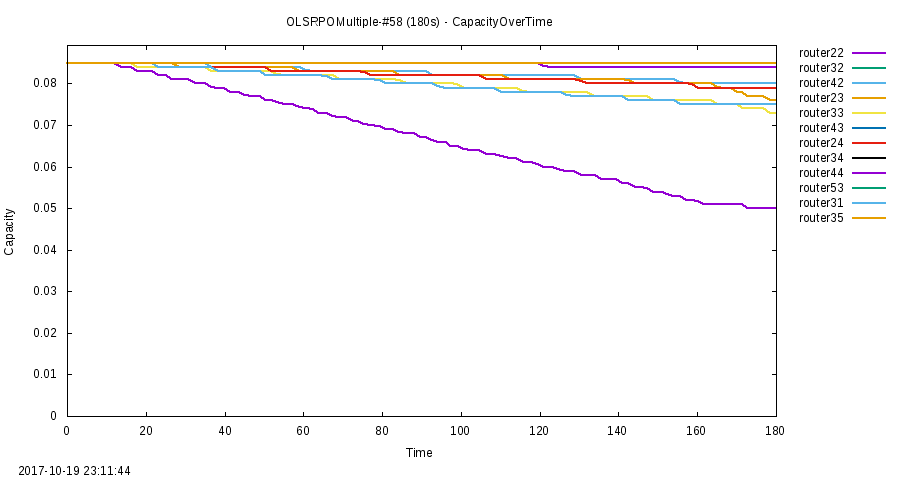 OLSRPOMultiple-#58 (180s) - CapacityOverTime
router22
router32
router42
router23
router33
router43
router24
router34
router44
router53
router31
router35
0.08
0.07
0.06
0.05
0.04
0.03
0.02
0.01
0
Capacity
0 20 40 60 80 100 120 140 160 180
Time
2017-10-19 23:11:44